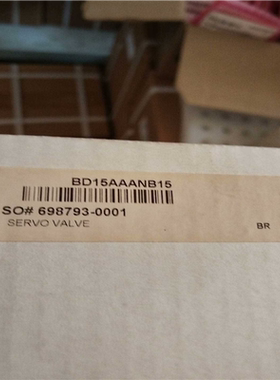 BD15AAANB15
SO# 698793-0001
SERVO VALVE
BR